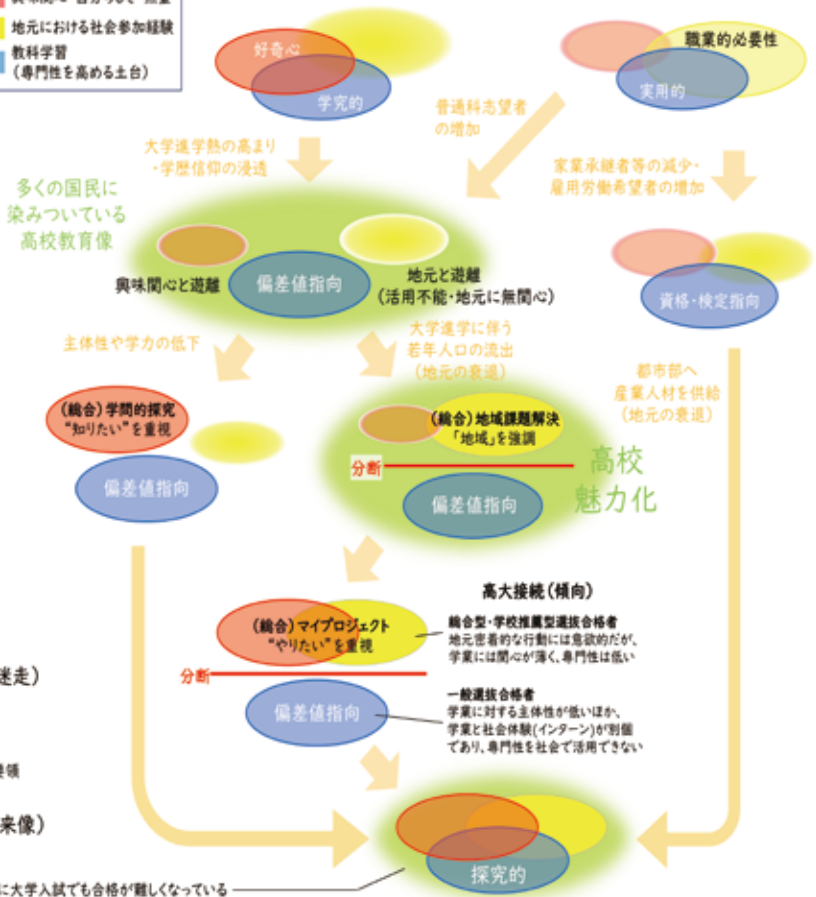 地元における社会参加経験
教科学習
(専門性を高める土台)
好奇心
学究的
職業的必要性
実用的
大学進学熱の高まり
・学歴信仰の浸透
普通科志望者
の増加
家業承継者等の減少・
雇用労働希望者の増加
多くの国民に
染みついている
高校教育像
興味関心と遊離
偏差値指向
地元と遊離
(活用不能・地元に無関心)
資格・検定指向
主体性や学力の低下
大学進学に伴う
若年人口の流出
(地元の衰退)
都市部へ
産業人材を供給
(地元の衰退)
(総合)学問的探究
“知りたい”を重視
偏差値指向
(総合)地域課題解決
「地域」を強調
分断
偏差値指向
高校
魅力化
高大接続(傾向)
(総合)マイプロジェクト
“やりたい”を重視
総合型・学校推薦型選抜合格者
地元密着的な行動には意欲的だが、
学業には関心が薄く、専門性は低い
分断
偏差値指向
一般選抜合格者
学業に対する主体性が低いほか、
学業と社会体験(インターン)が別個
であり、専門性を社会で活用できない
迷走)
領
来像)
探究的
に大学入試でも合格が難しくなっている